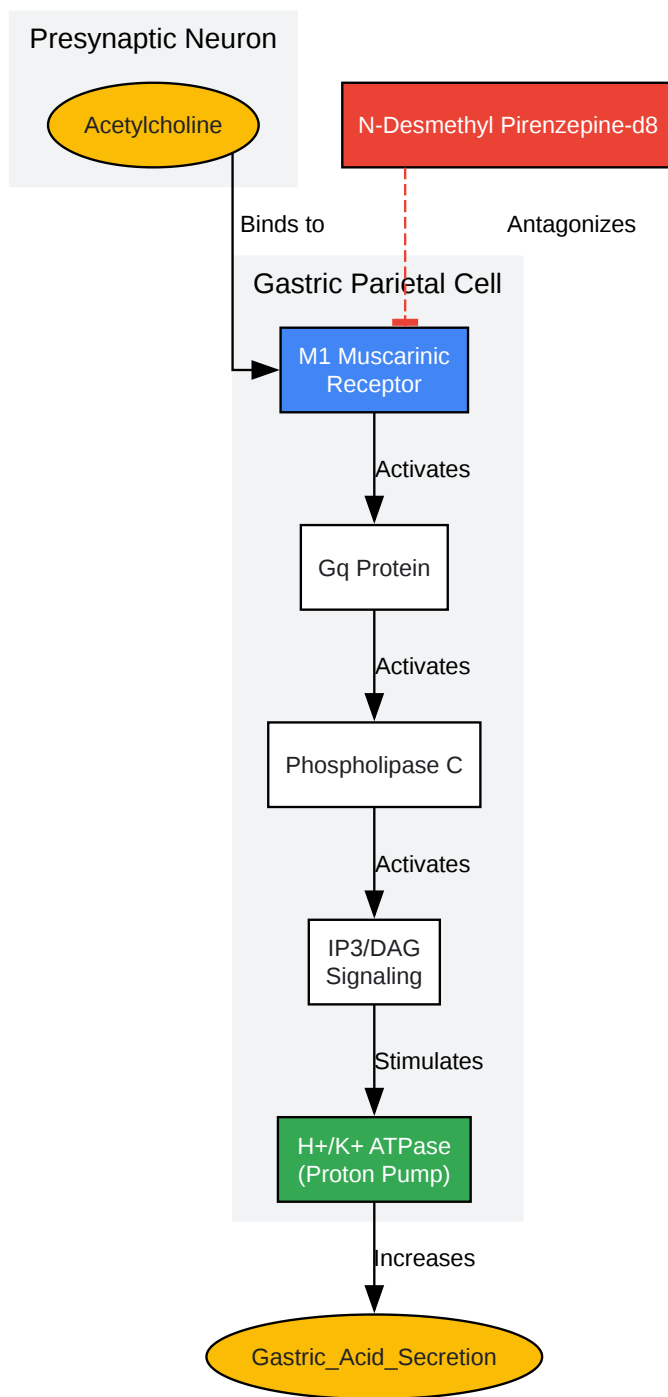 Presynaptic Neuron
Acetylcholine
N-Desmethyl Pirenzepine-d8
Binds to
Antagonizes
Gastric Parietal Cell
M1 Muscarinic
Receptor
Activates
Gq Protein
Activates
Phospholipase C
Activates
IP3/DAG
Signaling
Stimulates
H+/K+ ATPase
(Proton Pump)
Increases
Gastric_Acid_Secretion